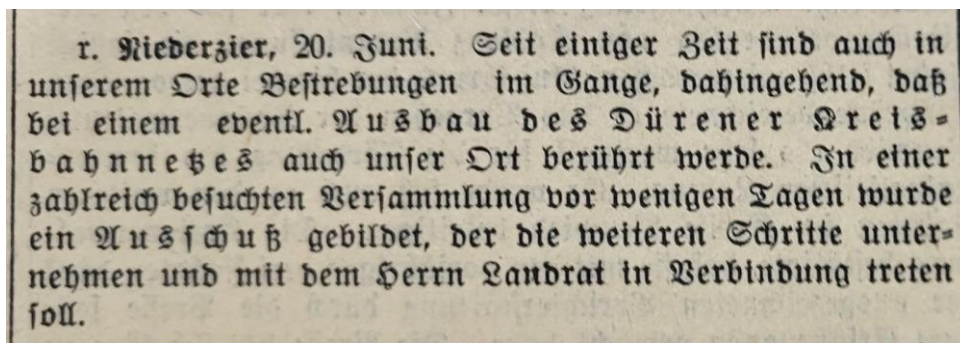 r. Niederzier, 20. Juni. Seit einiger Zeit sind auch in
unserem Orte Bestrebungen im Gange, dahingehend, daß
bei einem eventl. Ausbau des Dürener Kreis-
bahnnetzes auch unser Ort berührt werde. In einer
zahlreich besuchten Versammlung vor wenigen Tagen wurde
ein Ausschuß gebildet, der die weiteren Schritte unter-
nehmen und mit dem Herrn Landrat in Verbindung treten
soll.